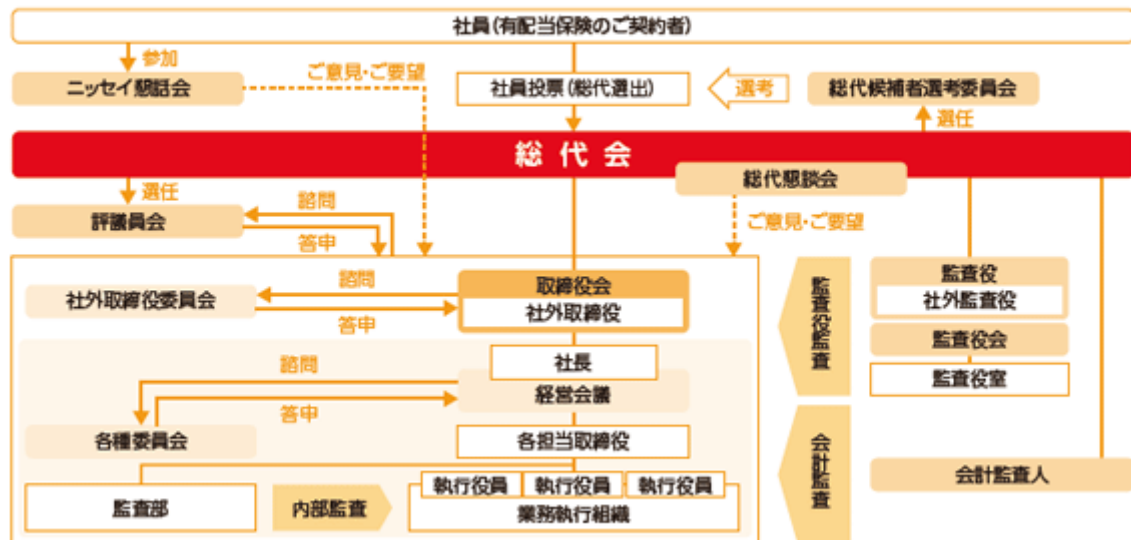 社員(有配当保険のご契約者)
参加
ニッセイ懇話会
ご意見・ご要望
社員投票(総代選出)
選考
総代候補者選考委員会
選任
総代会
総代懇談会
選任
評議員会
諮問
答申
ご意見・ご要望
社外取締役委員会
諮問
答申
取締役会
社外取締役
監査役監査
監査役
社外監査役
監査役会
監査役室
社長
経営会議
諮問
答申
各種委員会
各担当取締役
会計監査
会計監査人
執行役員
執行役員
執行役員
監査部
内部監査
業務執行組織